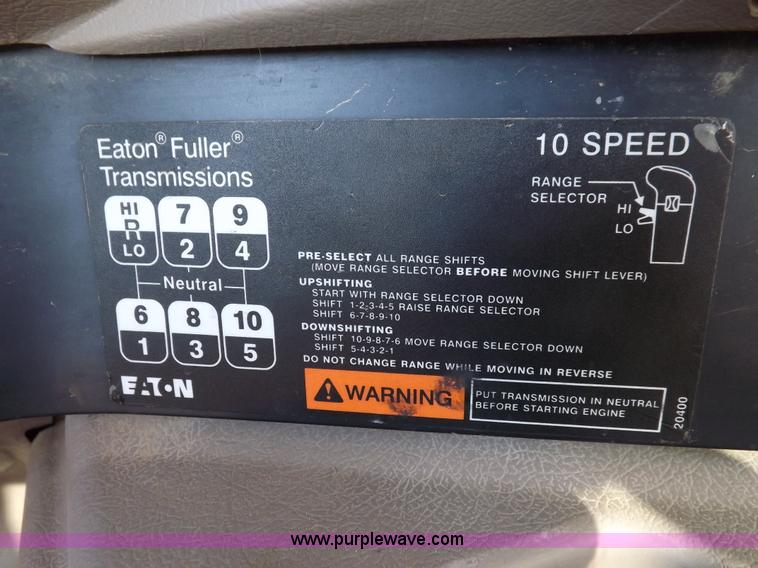 Eaton® Fuller®
Transmissions
10 SPEED
RANGE
SELECTOR
HI
LO
HI
R
LO
7
2
9
4
Neutral
6
1
8
3
10
5
EATON
PRE-SELECT ALL RANGE SHIFTS
(MOVE RANGE SELECTOR BEFORE MOVING SHIFT LEVER)
UPSHIFTING
START WITH RANGE SELECTOR DOWN
SHIFT 1-2-3-4-5 RAISE RANGE SELECTOR
SHIFT 6-7-8-9-10
DOWNSHIFTING
SHIFT 10-9-8-7-6 MOVE RANGE SELECTOR DOWN
SHIFT 5-4-3-2-1
DO NOT CHANGE RANGE WHILE MOVING IN REVERSE
WARNING
PUT TRANSMISSION IN NEUTRAL
BEFORE STARTING ENGINE
20400
www.purplewave.com